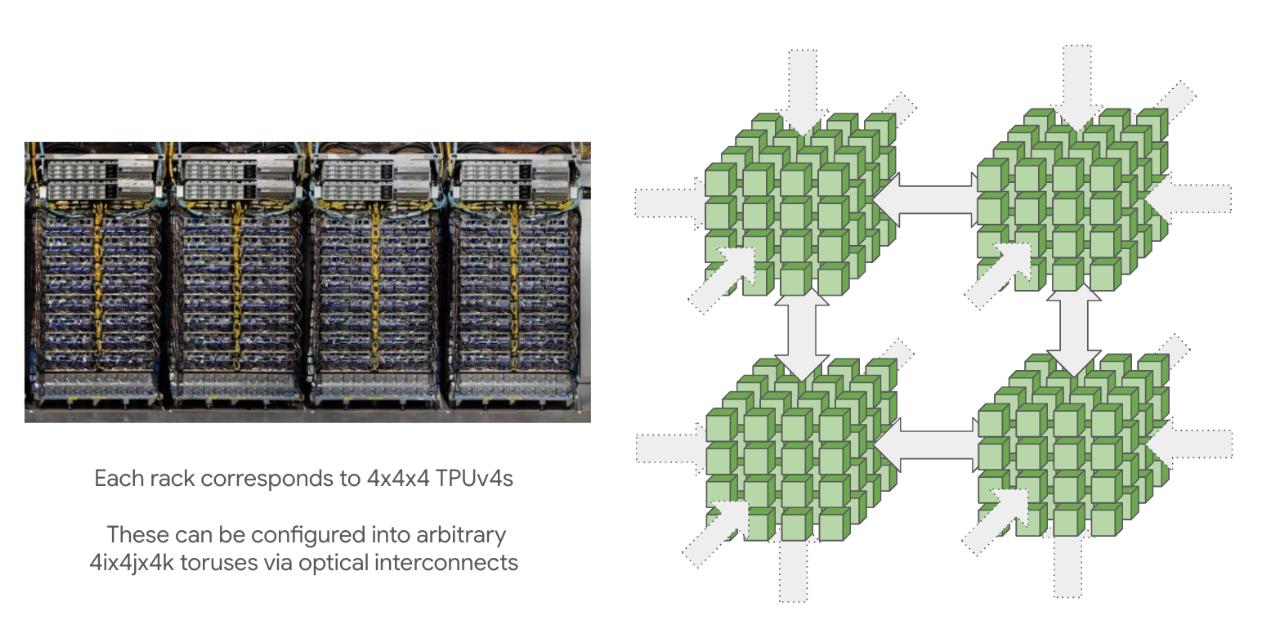 Each rack corresponds to 4x4x4 TPUv4s
These can be configured into arbitrary
4ix4jx4k toruses via optical interconnects